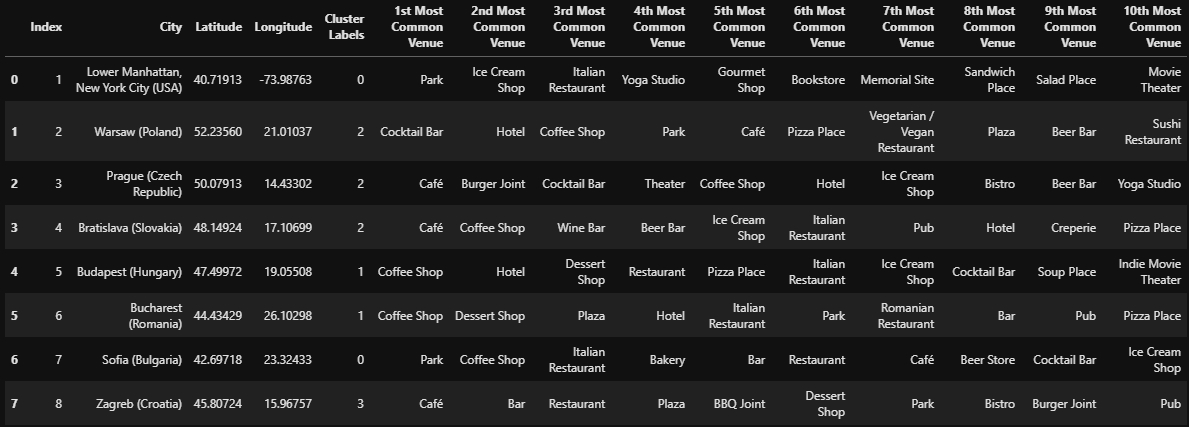 Index City Latitude Longitude Cluster Labels 1st Most Common Venue 2nd Most Common Venue 3rd Most Common Venue 4th Most Common Venue 5th Most Common Venue 6th Most Common Venue 7th Most Common Venue 8th Most Common Venue 9th Most Common Venue 10th Most Common Venue
0 1 Lower Manhattan, New York City (USA) 40.71913 -73.98763 0 Park Ice Cream Shop Italian Restaurant Yoga Studio Gourmet Shop Bookstore Memorial Site Sandwich Place Salad Place Movie Theater
1 2 Warsaw (Poland) 52.23560 21.01037 2 Cocktail Bar Hotel Coffee Shop Park Café Pizza Place Vegetarian / Vegan Restaurant Plaza Beer Bar Sushi Restaurant
2 3 Prague (Czech Republic) 50.07913 14.43302 2 Café Burger Joint Cocktail Bar Theater Coffee Shop Hotel Ice Cream Shop Bistro Beer Bar Yoga Studio
3 4 Bratislava (Slovakia) 48.14924 17.10699 2 Café Coffee Shop Wine Bar Beer Bar Ice Cream Shop Italian Restaurant Pub Hotel Creperie Pizza Place
4 5 Budapest (Hungary) 47.49972 19.05508 1 Coffee Shop Hotel Dessert Shop Restaurant Pizza Place Italian Restaurant Ice Cream Shop Cocktail Bar Soup Place Indie Movie Theater
5 6 Bucharest (Romania) 44.43429 26.10298 1 Coffee Shop Dessert Shop Plaza Hotel Italian Restaurant Park Romanian Restaurant Bar Pub Pizza Place
6 7 Sofia (Bulgaria) 42.69718 23.32433 0 Park Coffee Shop Italian Restaurant Bakery Bar Restaurant Café Beer Store Cocktail Bar Ice Cream Shop
7 8 Zagreb (Croatia) 45.80724 15.96757 3 Café Bar Restaurant Plaza BBQ Joint Dessert Shop Park Bistro Burger Joint Pub